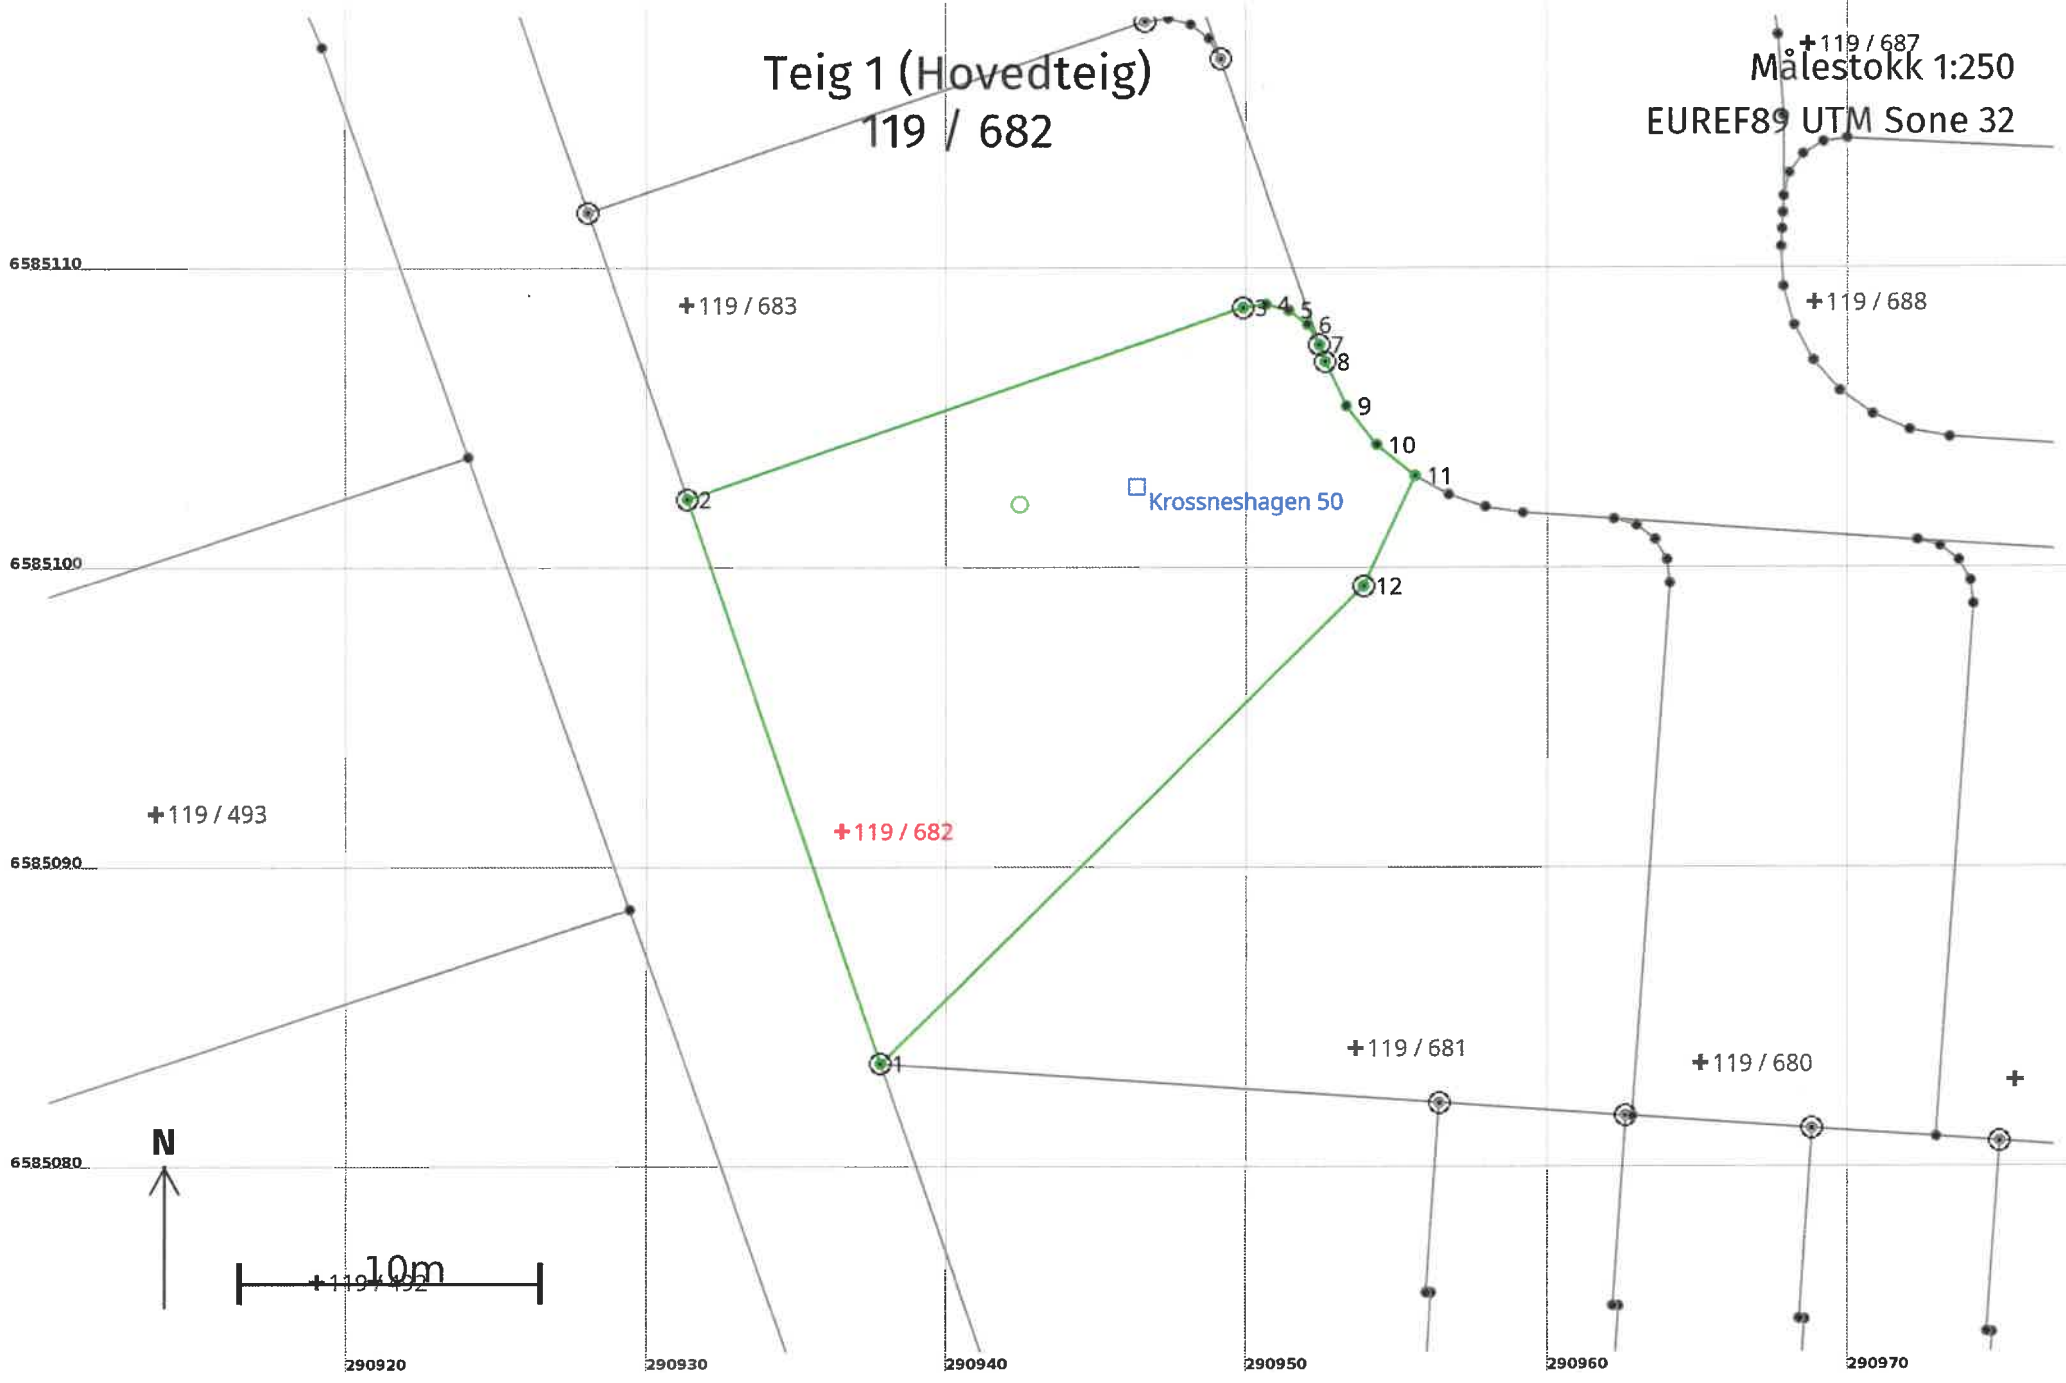 Teig 1 (Hovedteig)
119 / 682
+119 / 687
Målestokk 1:250
EUREF89 UTM Sone 32
6585110
+119 / 683
3
4
5
6
7
8
+119 / 688
9
10
11
2
Krossneshagen 50
12
6585100
+119 / 493
+119 / 682
6585090
1
+119 / 681
+119 / 680
+
N
6585080
10m
+119 / 492
290920
290930
290940
290950
290960
290970